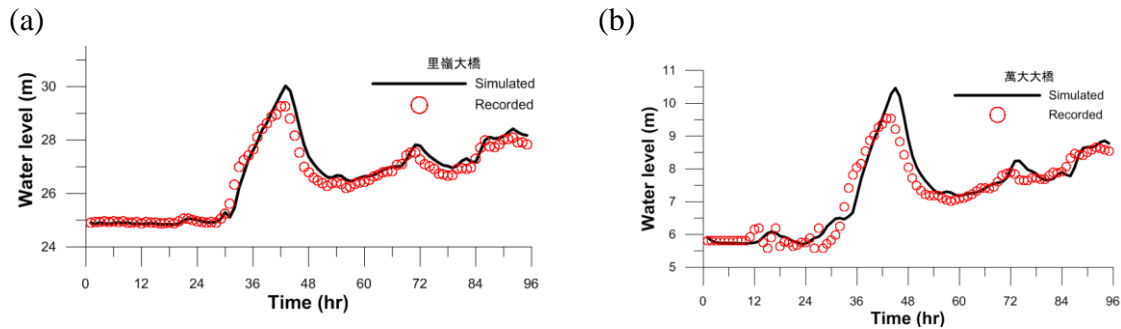 (a)
里嶺大橋
Simulated
Recorded
Water level (m)
30
28
26
24
0 12 24 36 48 60 72 84 96
Time (hr)
(b)
萬大大橋
Simulated
Recorded
Water level (m)
11
10
9
8
7
6
5
0 12 24 36 48 60 72 84 96
Time (hr)